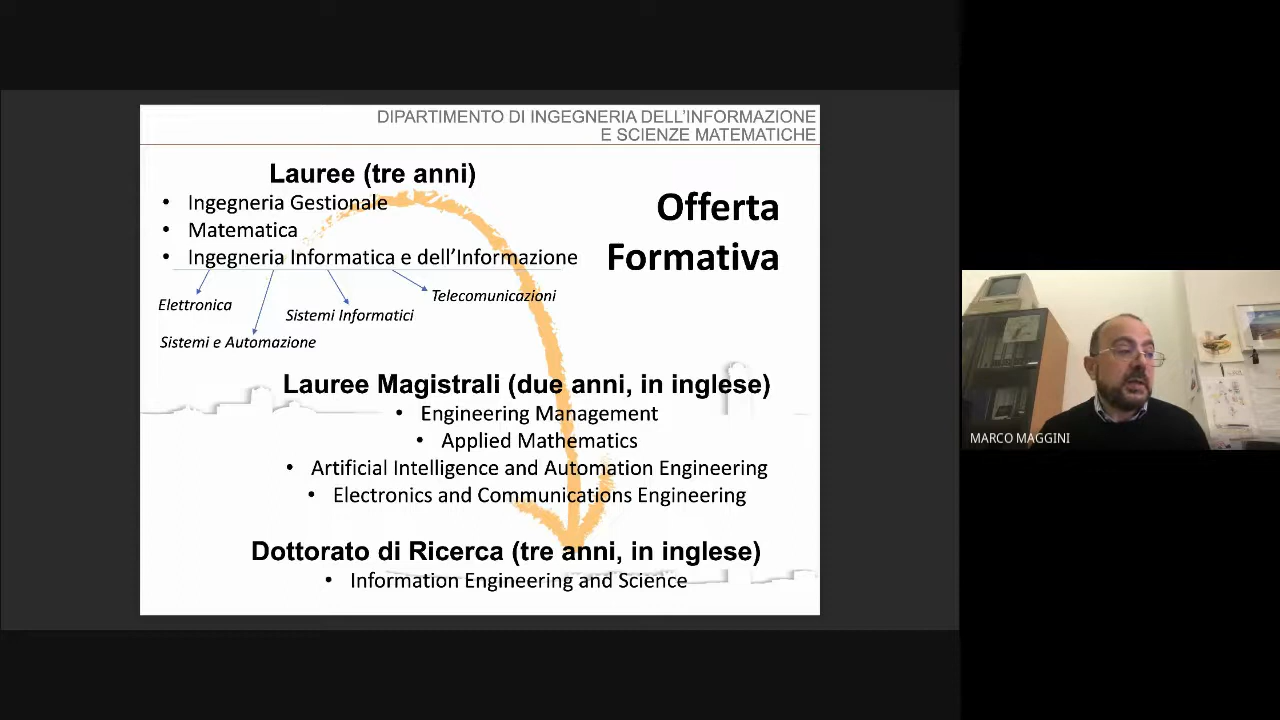 DIPARTIMENTO DI INGEGNERIA DELL'INFORMAZIONE
E SCIENZE MATEMATICHE
Lauree (tre anni)
• Ingegneria Gestionale
• Matematica
• Ingegneria Informatica e dell'Informazione
Offerta
Formativa
Elettronica
Sistemi e Automazione
Sistemi Informatici
Telecomunicazioni
Lauree Magistrali (due anni, in inglese)
• Engineering Management
• Applied Mathematics
• Artificial Intelligence and Automation Engineering
• Electronics and Communications Engineering
Dottorato di Ricerca (tre anni, in inglese)
• Information Engineering and Science
MARCO MAGGINI